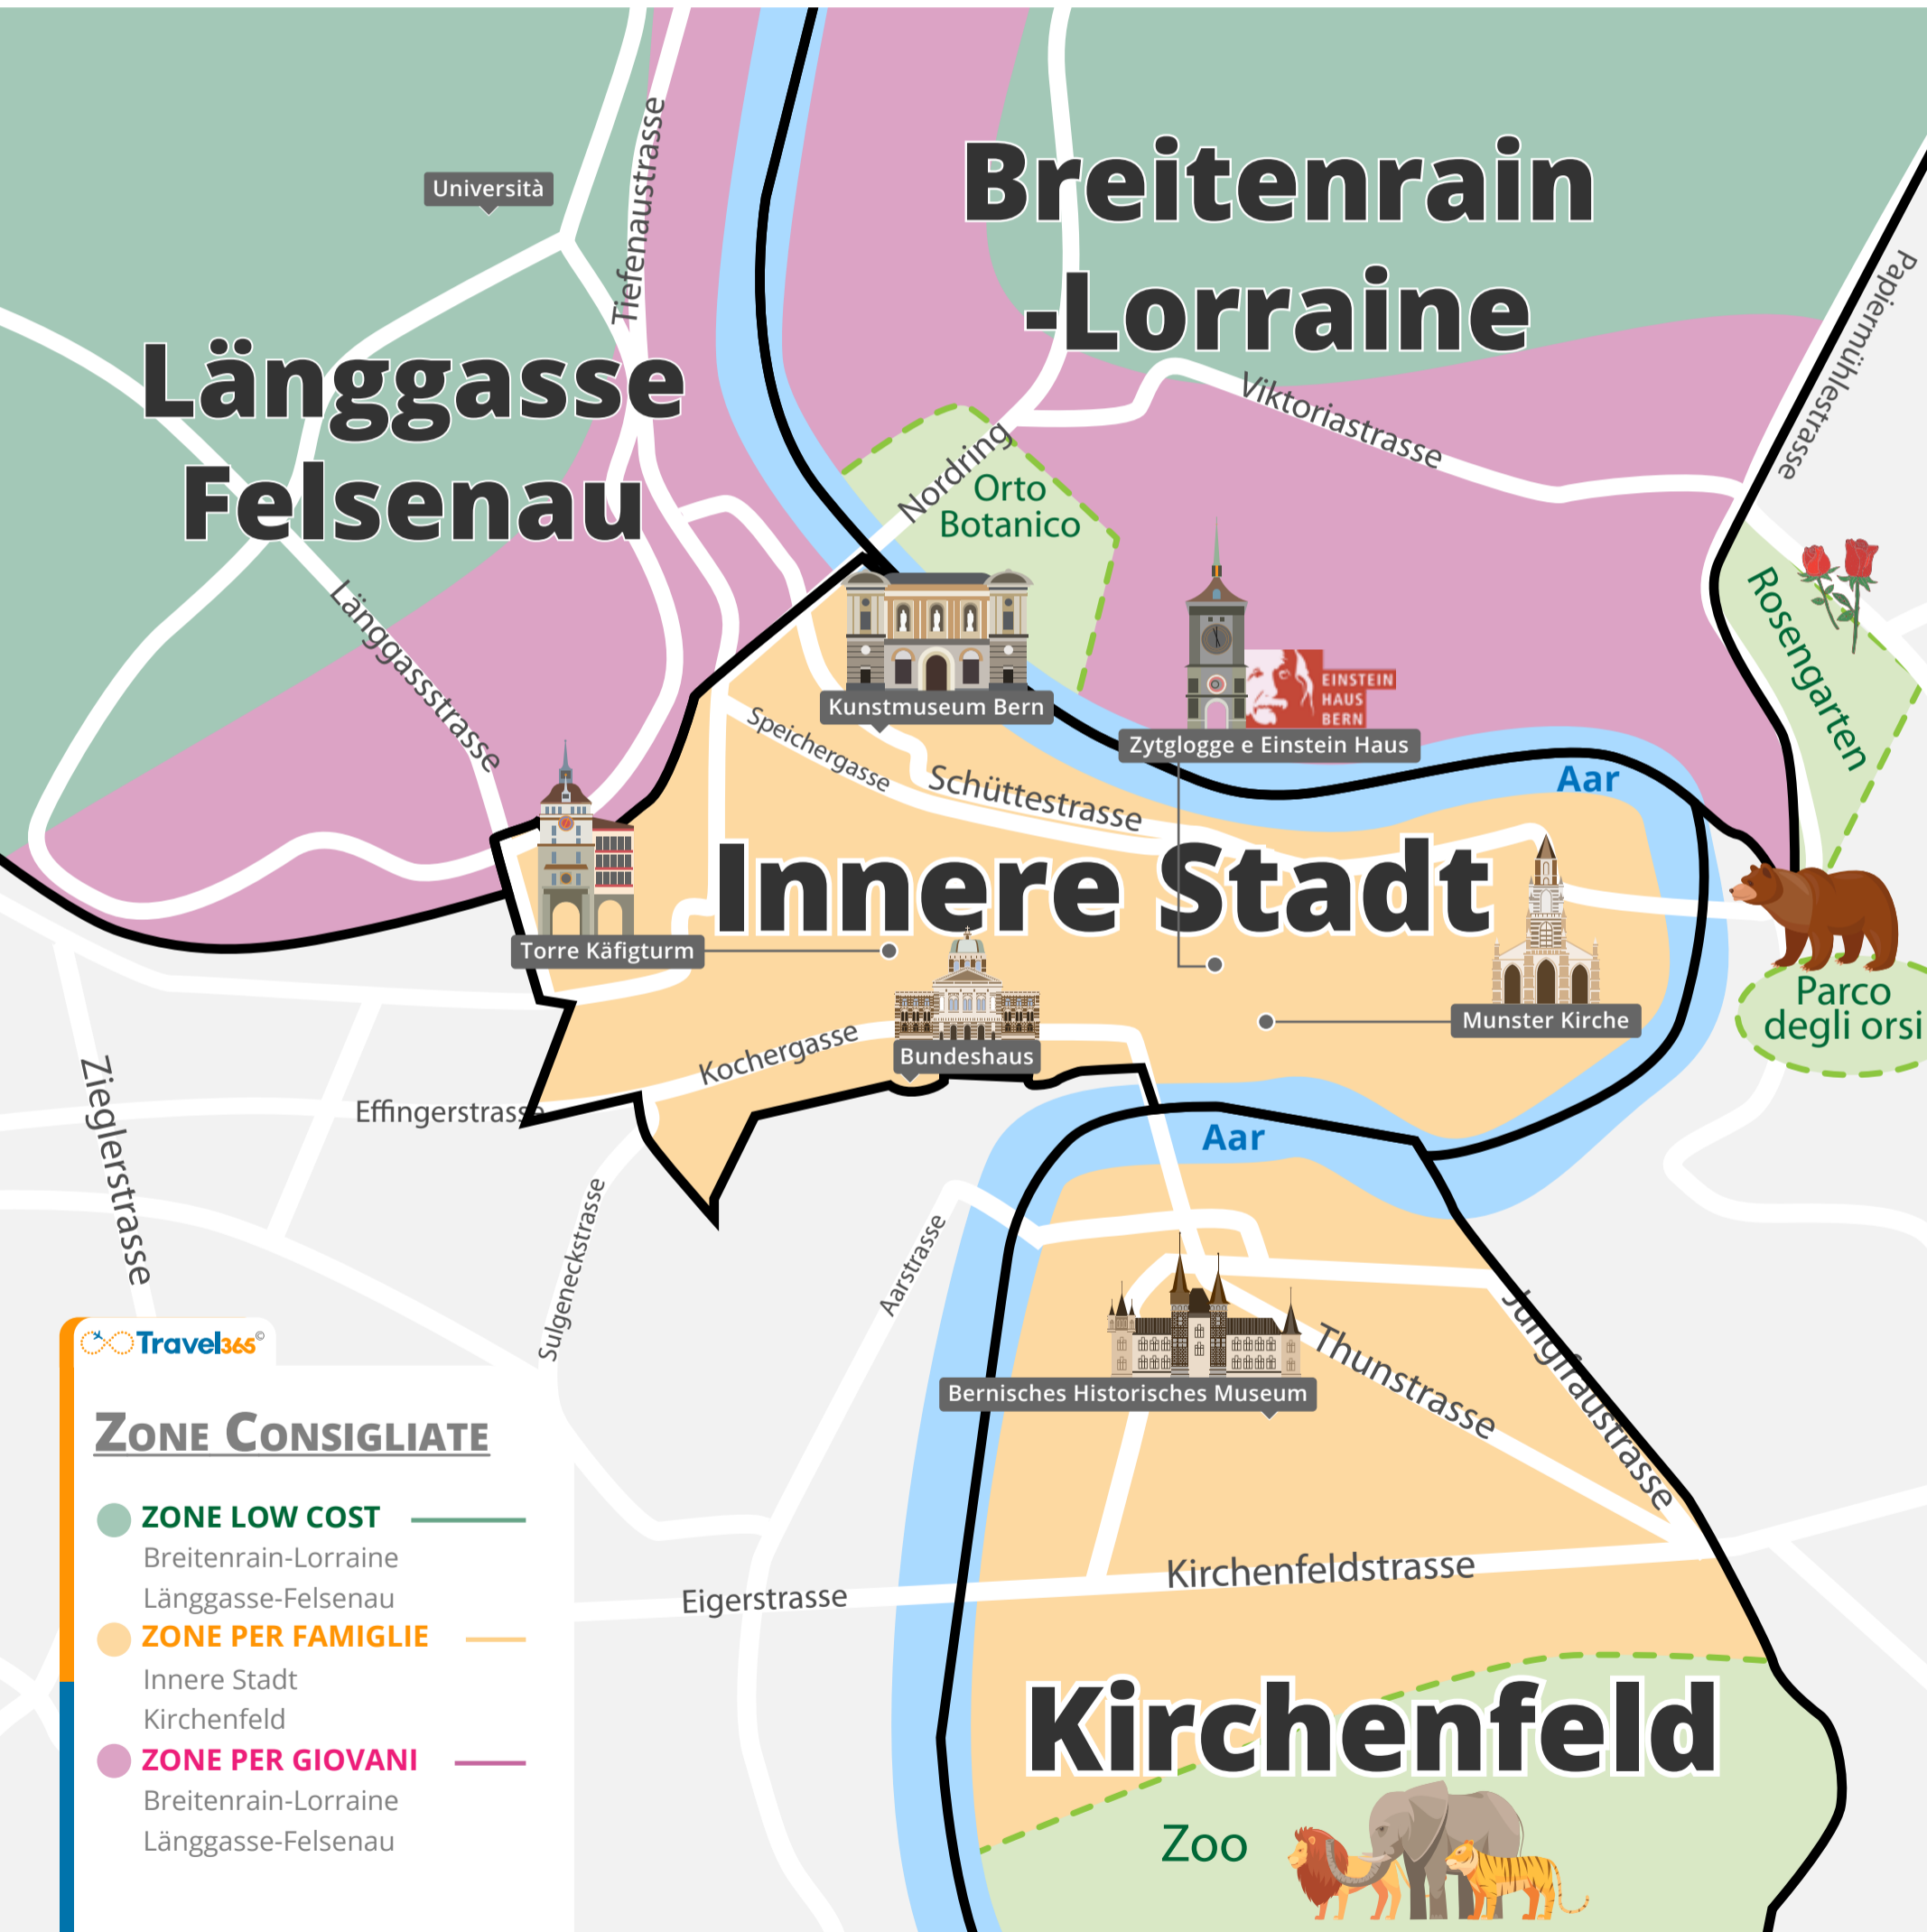 Breitenrain
-Lorraine
Università
Tiefenaustrasse
Papiermühlestrasse
Länggasse
Felsenau
Viktoriastrasse
Nordring
Orto
Botanico
Rosengarten
Länggassstrasse
EINSTEIN
HAUS
BERN
Kunstmuseum Bern
Zytglogge e Einstein Haus
Speichergasse
Schüttestrasse
Aar
Innere Stadt
Torre Käfigturm
Parco
degli orsi
Munster Kirche
Kochergasse
Bundeshaus
Effingerstrasse
Zieglerstrasse
Aar
Sulgeneckstrasse
Aarstrasse
Jungfraustrasse
Thunstrasse
Bernisches Historisches Museum
Kirchenfeldstrasse
Eigerstrasse
Kirchenfeld
Zoo
Travel365©
ZONE CONSIGLIATE
ZONE LOW COST
Breitenrain-Lorraine
Länggasse-Felsenau
ZONE PER FAMIGLIE
Innere Stadt
Kirchenfeld
ZONE PER GIOVANI
Breitenrain-Lorraine
Länggasse-Felsenau